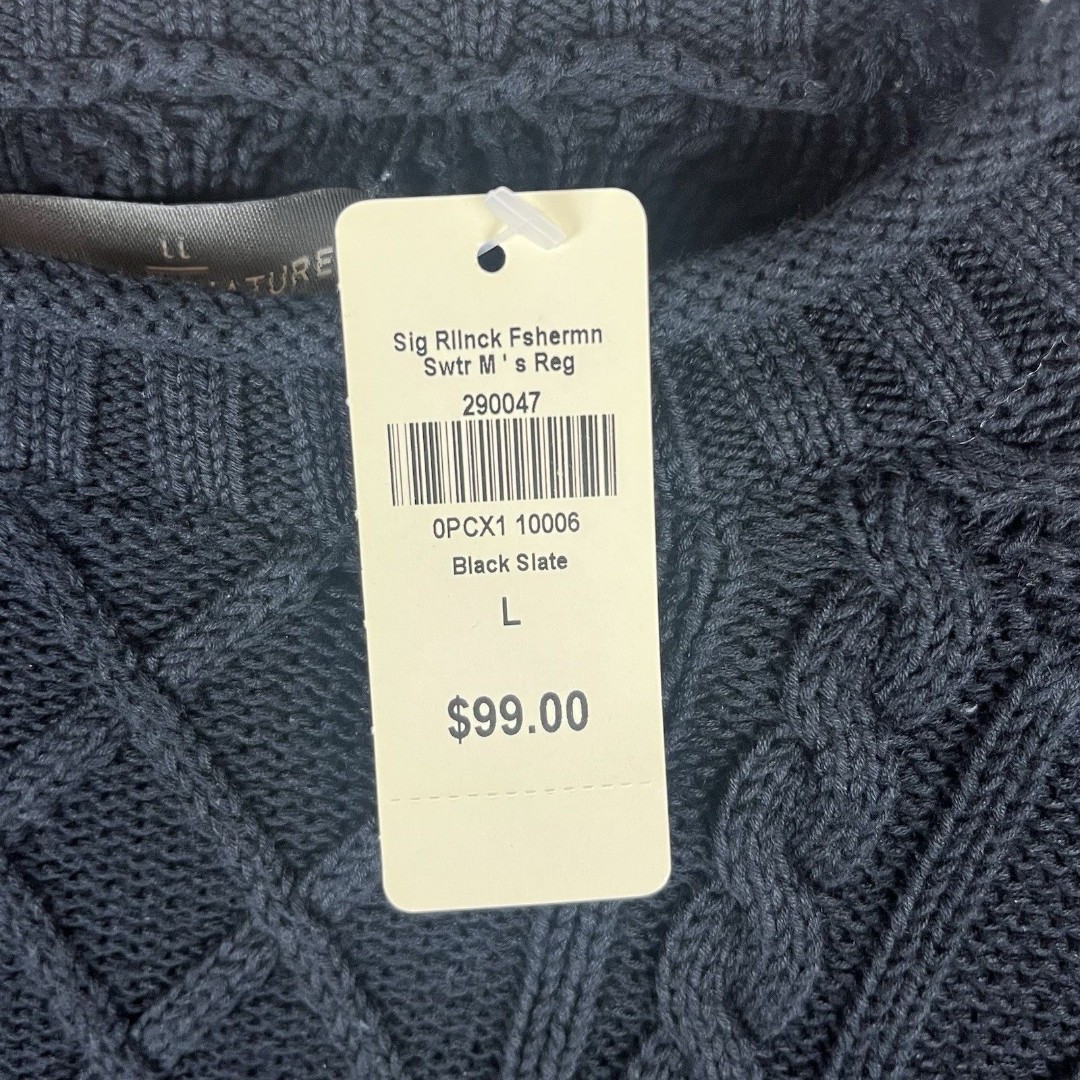 Sig Rllnck Fshermn
Swtr M ' s Reg
290047
0PCX1 10006
Black Slate
L
$99.00